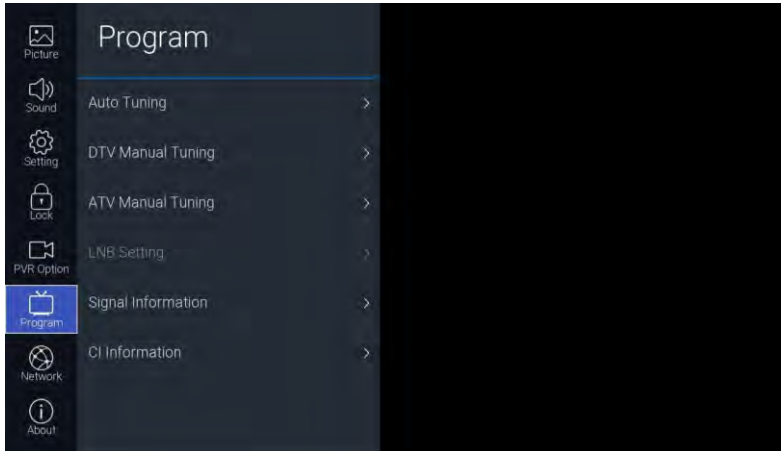 Picture
Sound
Setting
Lock
PVR Option
Program
Network
About
Program
Auto Tuning
DTV Manual Tuning
ATV Manual Tuning
LNB Setting
Signal Information
CI Information